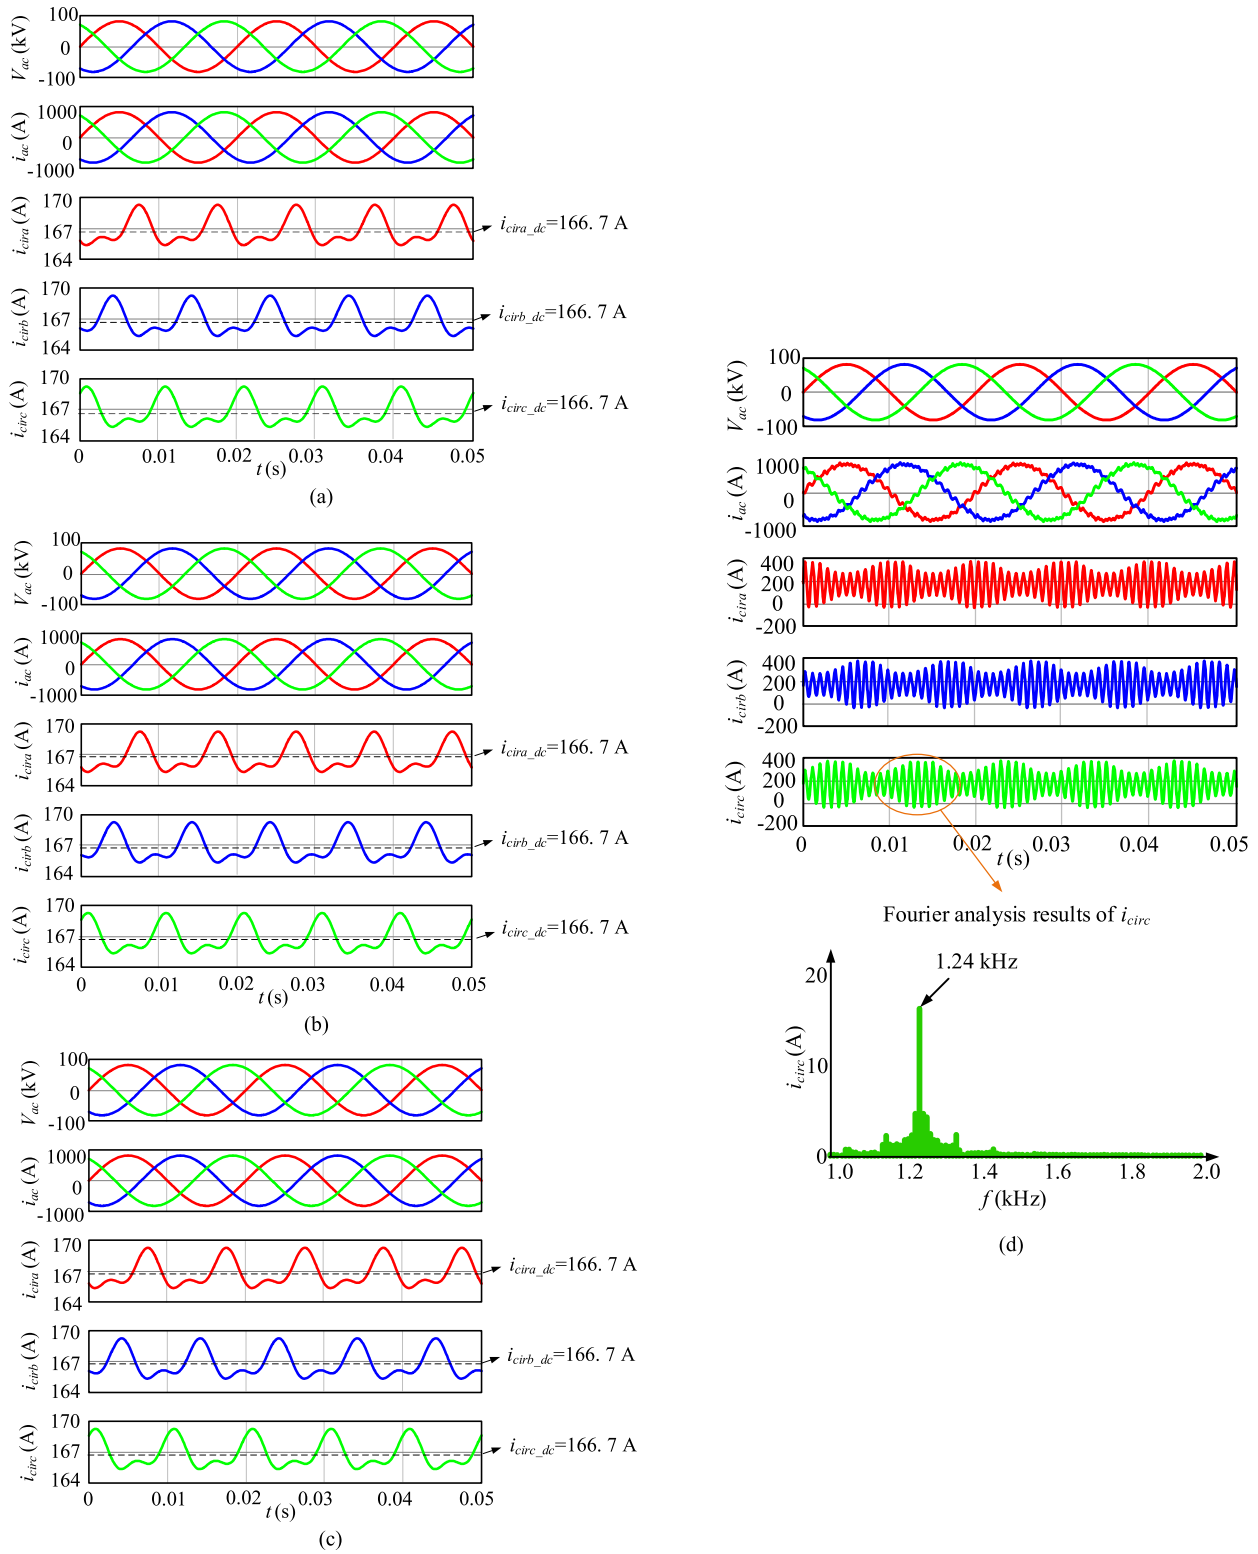 100
0
-100
V_ac (kV)
1000
0
-1000
i_ac (A)
170
167
164
i_cira (A)
i_cira_dc=166. 7 A
170
167
164
i_cirb (A)
i_cirb_dc=166. 7 A
170
167
164
i_circ (A)
i_circ_dc=166. 7 A
0 0.01 0.02 0.03 0.04 0.05
t (s)
(a)
100
0
-100
V_ac (kV)
1000
0
-1000
i_ac (A)
170
167
164
i_cira (A)
i_cira_dc=166. 7 A
170
167
164
i_cirb (A)
i_cirb_dc=166. 7 A
170
167
164
i_circ (A)
i_circ_dc=166. 7 A
0 0.01 0.02 0.03 0.04 0.05
t (s)
(b)
100
0
-100
V_ac (kV)
1000
0
-1000
i_ac (A)
170
167
164
i_cira (A)
i_cira_dc=166. 7 A
170
167
164
i_cirb (A)
i_cirb_dc=166. 7 A
170
167
164
i_circ (A)
i_circ_dc=166. 7 A
0 0.01 0.02 0.03 0.04 0.05
t (s)
(c)
100
0
-100
V_ac (kV)
1000
0
-1000
i_ac (A)
400
200
0
-200
i_cira (A)
400
200
0
-200
i_cirb (A)
400
200
0
-200
i_circ (A)
0 0.01 0.02 0.03 0.04 0.05
t (s)
Fourier analysis results of i_circ
1.24 kHz
20
10
0
i_circ (A)
1.0 1.2 1.4 1.6 1.8 2.0
f (kHz)
(d)